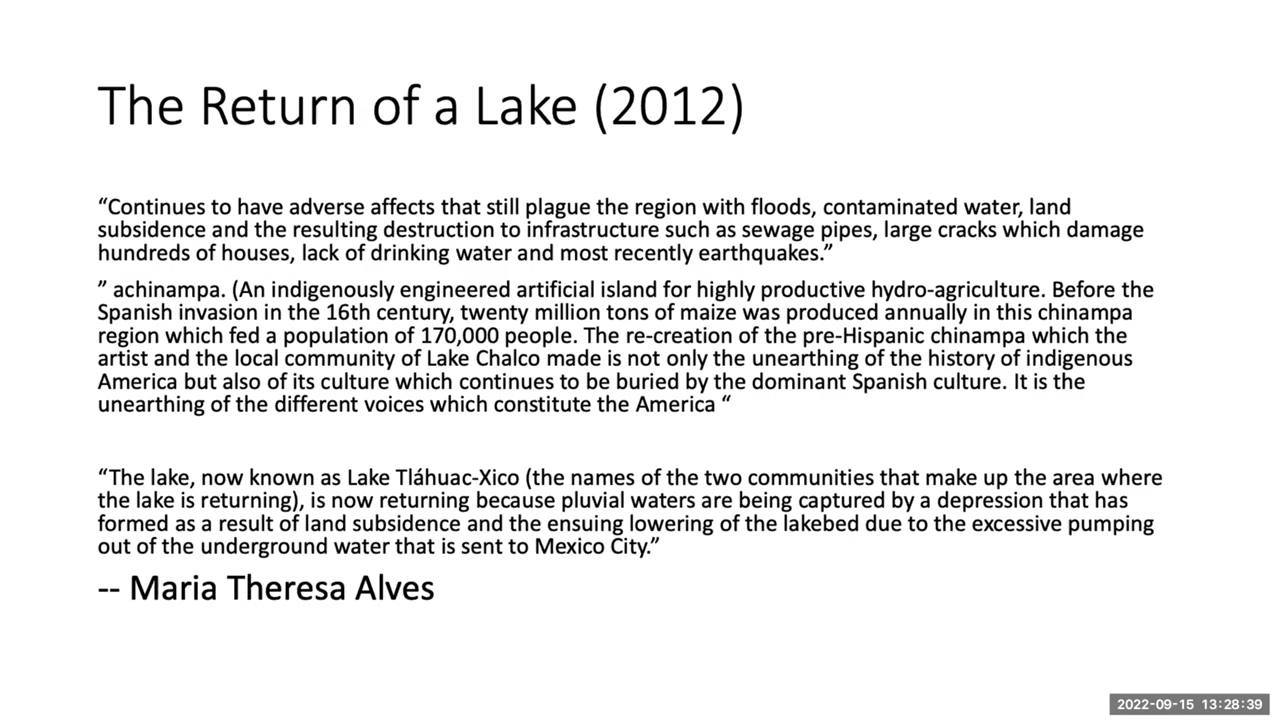 The Return of a Lake (2012)
“Continues to have adverse affects that still plague the region with floods, contaminated water, land
subsidence and the resulting destruction to infrastructure such as sewage pipes, large cracks which damage
hundreds of houses, lack of drinking water and most recently earthquakes.”
” achinampa. (An indigenously engineered artificial island for highly productive hydro-agriculture. Before the
Spanish invasion in the 16th century, twenty million tons of maize was produced annually in this chinampa
region which fed a population of 170,000 people. The re-creation of the pre-Hispanic chinampa which the
artist and the local community of Lake Chalco made is not only the unearthing of the history of indigenous
America but also of its culture which continues to be buried by the dominant Spanish culture. It is the
unearthing of the different voices which constitute the America “
“The lake, now known as Lake Tláhuac-Xico (the names of the two communities that make up the area where
the lake is returning), is now returning because pluvial waters are being captured by a depression that has
formed as a result of land subsidence and the ensuing lowering of the lakebed due to the excessive pumping
out of the underground water that is sent to Mexico City.”
-- Maria Theresa Alves
2022-09-15 13:28:39